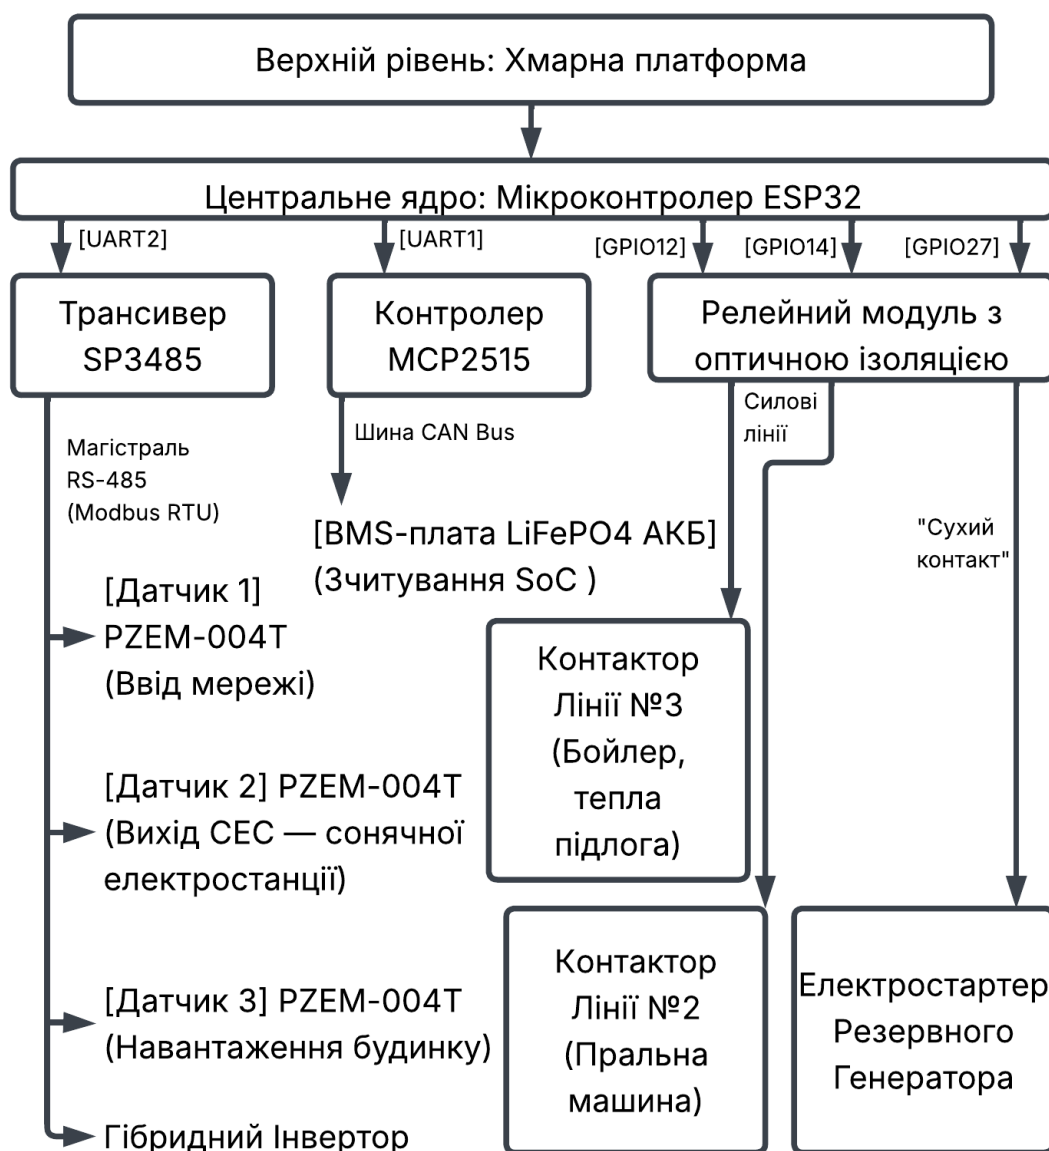 Верхній рівень: Хмарна платформа
Центральне ядро: Мікроконтролер ESP32
[UART2]
[UART1]
[GPIO12]
[GPIO14]
[GPIO27]
Трансивер
SP3485
Контролер
MCP2515
Релейний модуль з
оптичною ізоляцією
Магістраль
RS-485
(Modbus RTU)
Шина CAN Bus
Силові
лінії
"Сухий
контакт"
[BMS-плата LiFePO4 АКБ]
(Зчитування SoC )
[Датчик 1]
PZEM-004T
(Ввід мережі)
[Датчик 2] PZEM-004T
(Вихід СЕС — сонячної
електростанції)
[Датчик 3] PZEM-004T
(Навантаження будинку)
Гібридний Інвертор
Контактор
Лінії №3
(Бойлер,
тепла
підлога)
Контактор
Лінії №2
(Пральна
машина)
Електростартер
Резервного
Генератора